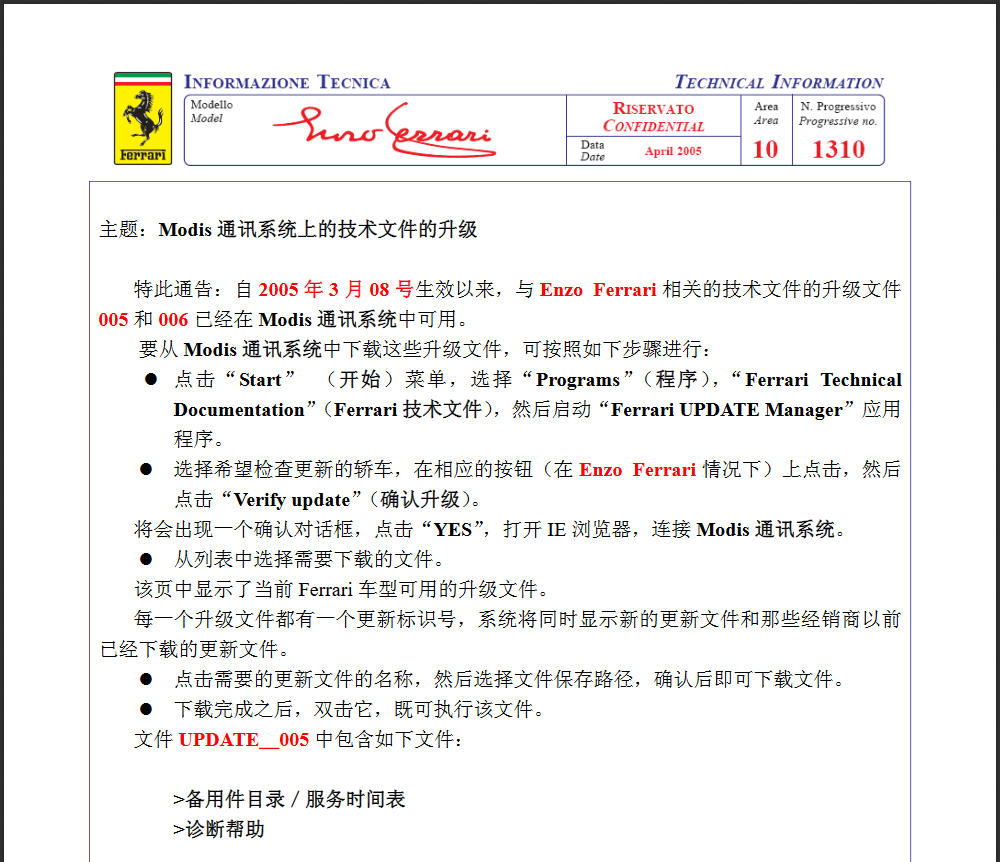 INFORMAZIONE TECNICA
TECHNICAL INFORMATION
Ferrari
Modello
Model
Enzo Ferrari
RISERVATO
CONFIDENTIAL
Data
Date
April 2005
Area
Area
10
N. Progressivo
Progressive no.
1310
主题：Modis 通讯系统上的技术文件的升级
特此通告：自 2005 年 3 月 08 号生效以来，与 Enzo Ferrari 相关的技术文件的升级文件
005 和 006 已经在 Modis 通讯系统中可用。
要从 Modis 通讯系统中下载这些升级文件，可按照如下步骤进行：
● 点击“Start”（开始）菜单，选择“Programs”（程序），“Ferrari Technical
Documentation”（Ferrari 技术文件），然后启动“Ferrari UPDATE Manager”应用
程序。
● 选择希望检查更新的轿车，在相应的按钮（在 Enzo Ferrari 情况下）上点击，然后
点击“Verify update”（确认升级）。
将会出现一个确认对话框，点击“YES”，打开 IE 浏览器，连接 Modis 通讯系统。
● 从列表中选择需要下载的文件。
该页中显示了当前 Ferrari 车型可用的升级文件。
每一个升级文件都有一个更新标识号，系统将同时显示新的更新文件和那些经销商以前
已经下载的更新文件。
● 点击需要的更新文件的名称，然后选择文件保存路径，确认后即可下载文件。
● 下载完成之后，双击它，既可执行该文件。
文件 UPDATE__005 中包含如下文件：
>备用件目录 / 服务时间表
>诊断帮助